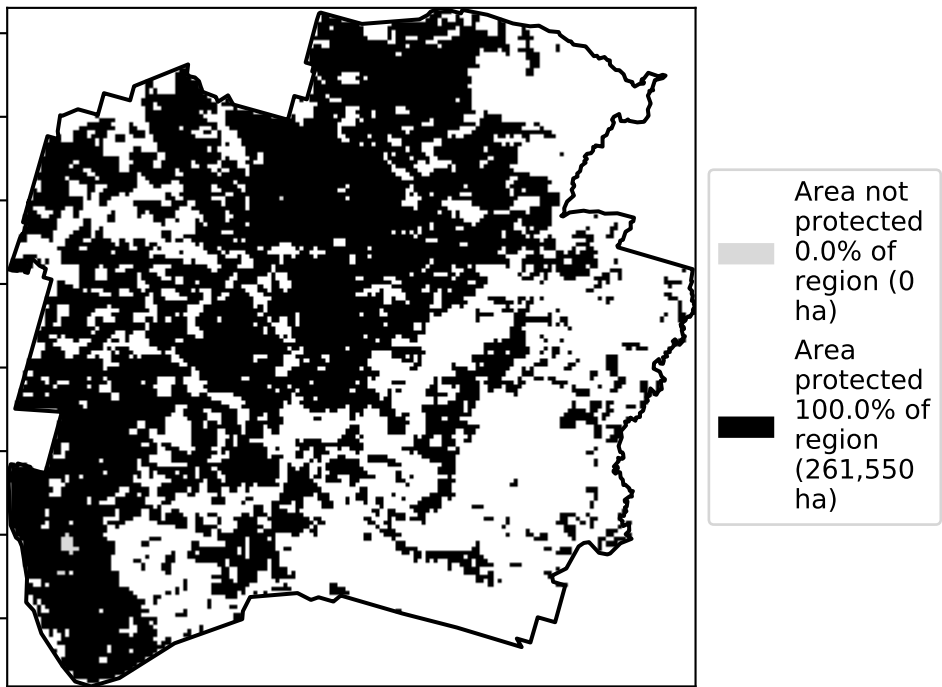 Area not
protected
0.0% of
region (0
ha)
Area
protected
100.0% of
region
(261,550
ha)